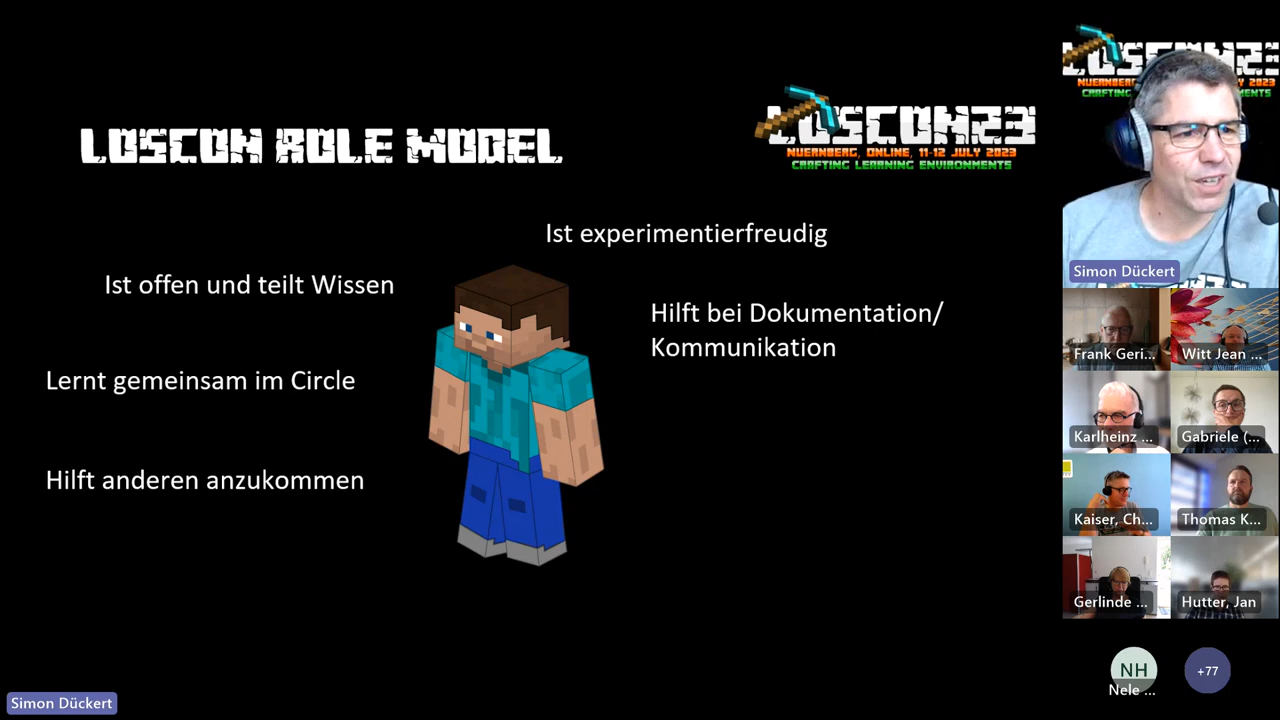 LOSCON ROLE MODEL
LOSCON23
NUERNBERG, ONLINE, 11-12 JULY 2023
CRAFTING LEARNING ENVIRONMENTS
Ist experimentierfreudig
Ist offen und teilt Wissen
Hilft bei Dokumentation/
Kommunikation
Lernt gemeinsam im Circle
Hilft anderen anzukommen
Simon Dückert
Simon Dückert
Frank Geri...
Witt Jean ...
Karlheinz ...
Gabriele (...
Kaiser, Ch...
Thomas K...
Gerlinde ...
Hutter, Jan
NH
Nele ...
+77